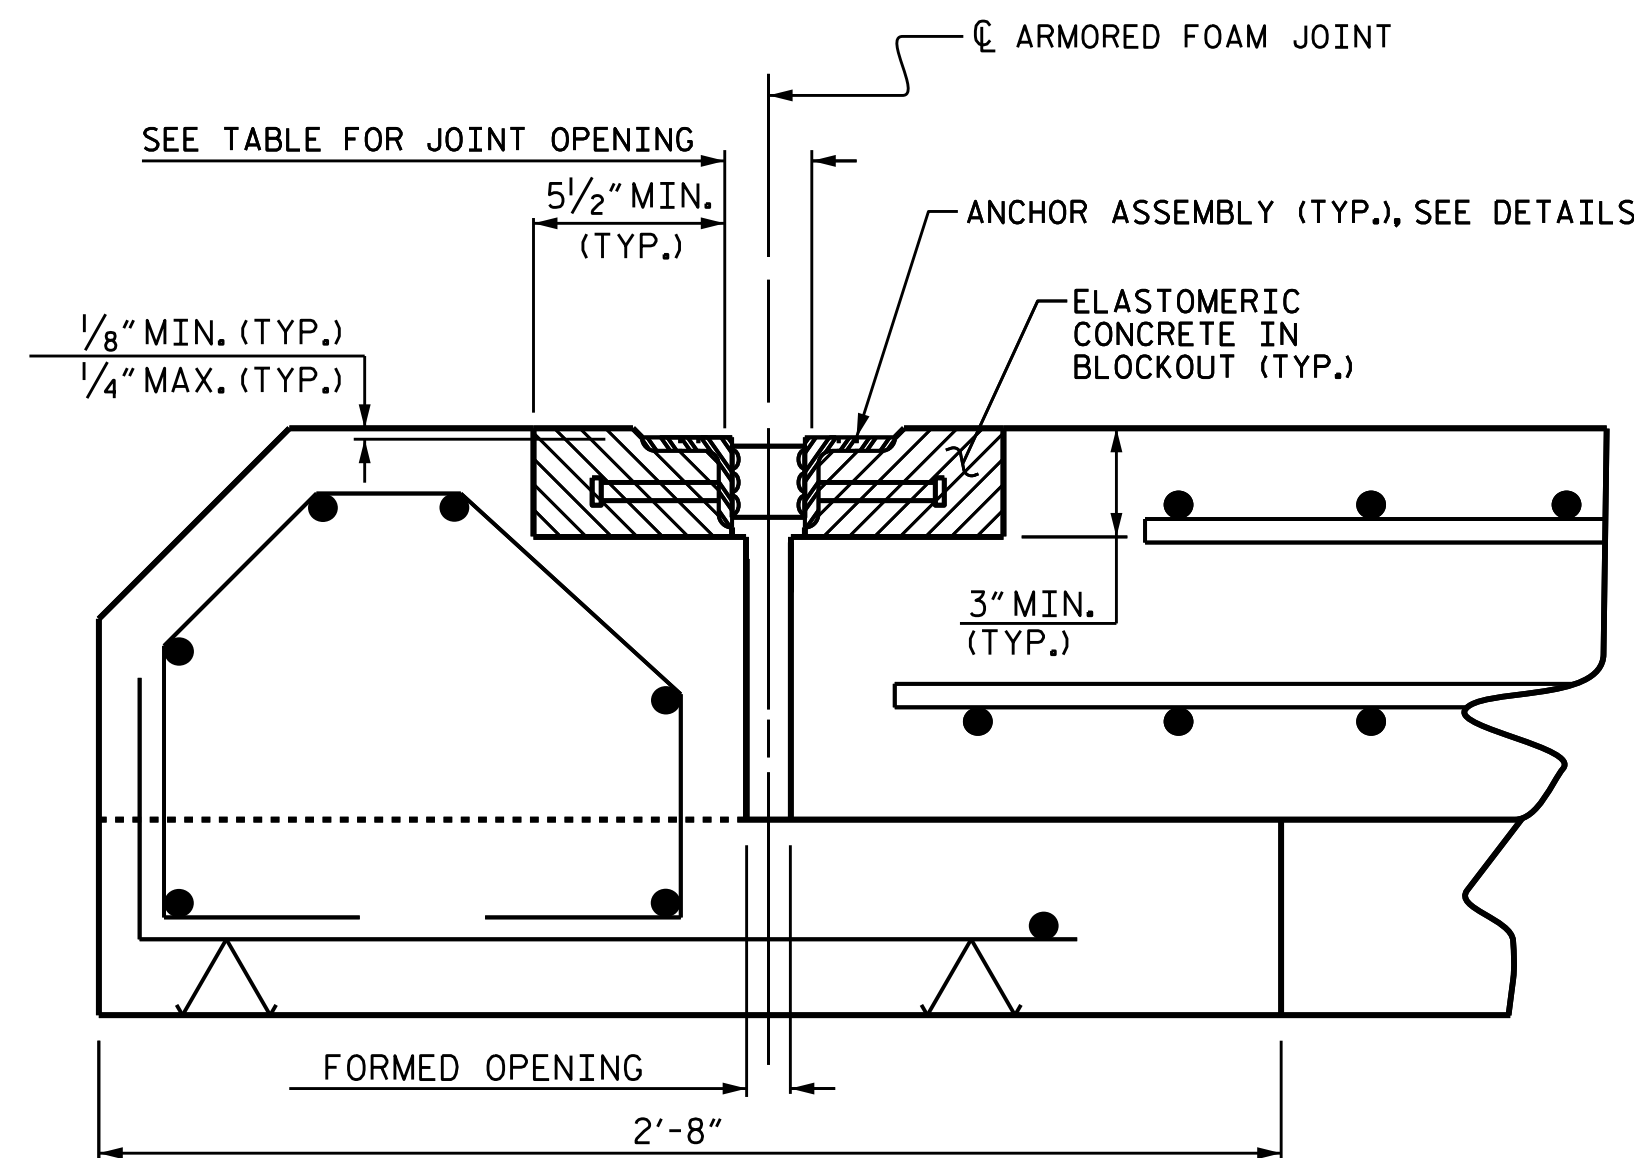 ℄ ARMORED FOAM JOINT
SEE TABLE FOR JOINT OPENING
5½" MIN.
(TYP.)
ANCHOR ASSEMBLY (TYP.), SEE DETAILS
ELASTOMERIC
CONCRETE IN
BLOCKOUT (TYP.)
⅛" MIN. (TYP.)
¼" MAX. (TYP.)
3" MIN.
(TYP.)
FORMED OPENING
2'-8"